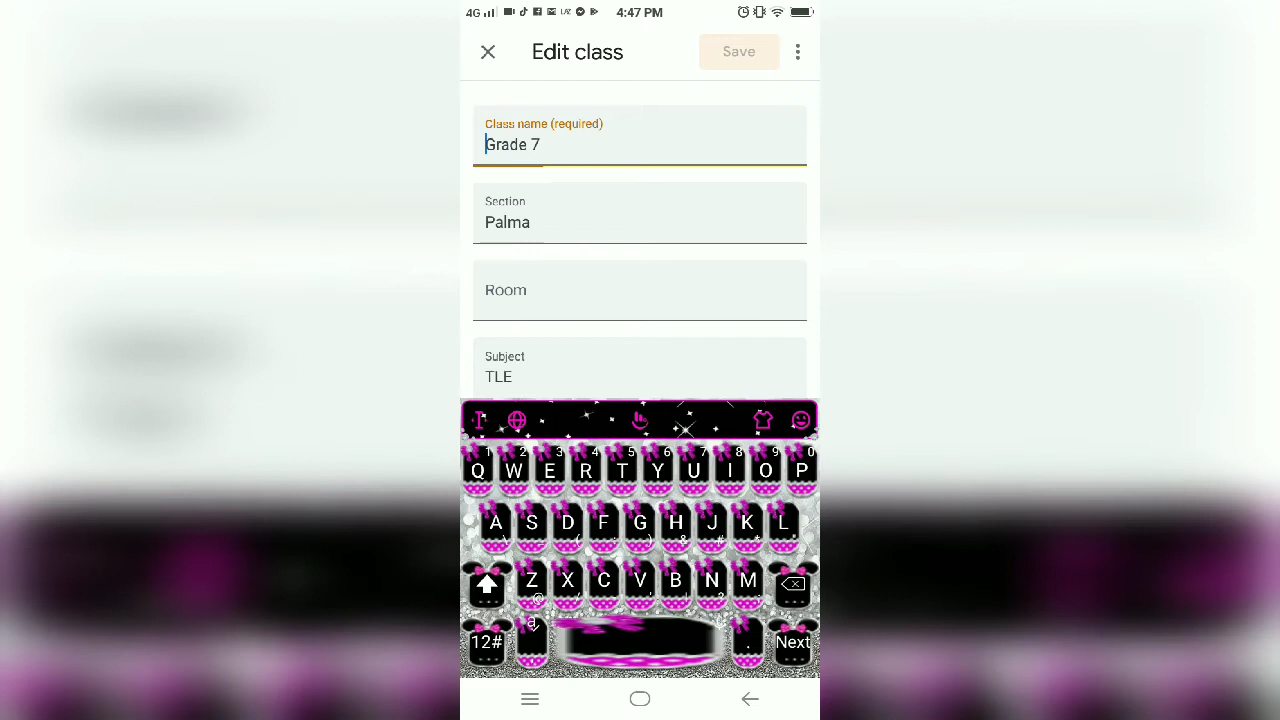 4G 4:47 PM
Edit class Save
Class name (required)
Grade 7
Section
Palma
Room
Subject
TLE
1 2 3 4 5 6 7 8 9 0
Q W E R T Y U I O P
A S D F G H J K L
Z X C V B N M
12# . Next